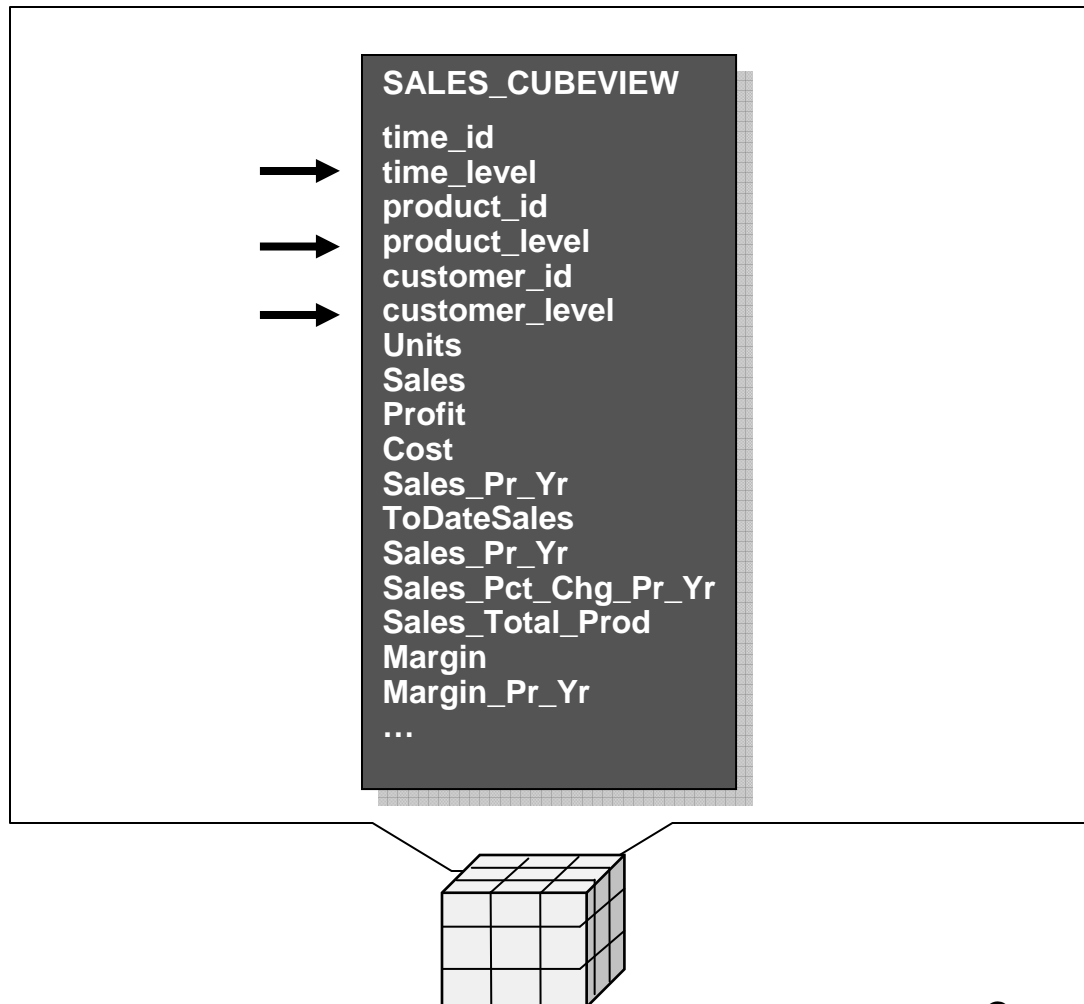 SALES_CUBEVIEW
time_id
time_level
product_id
product_level
customer_id
customer_level
Units
Sales
Profit
Cost
Sales_Pr_Yr
ToDateSales
Sales_Pr_Yr
Sales_Pct_Chg_Pr_Yr
Sales_Total_Prod
Margin
Margin_Pr_Yr
…